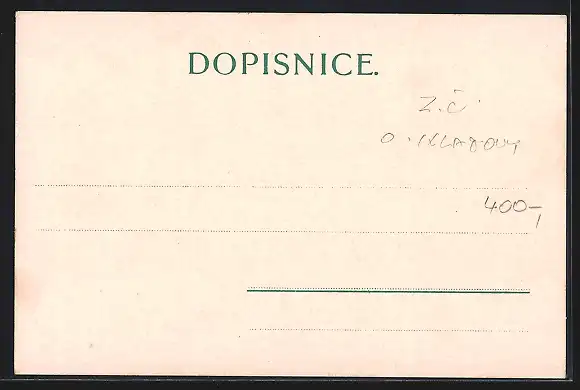 DOPISNICE.
Z.Č.
O.
400-,